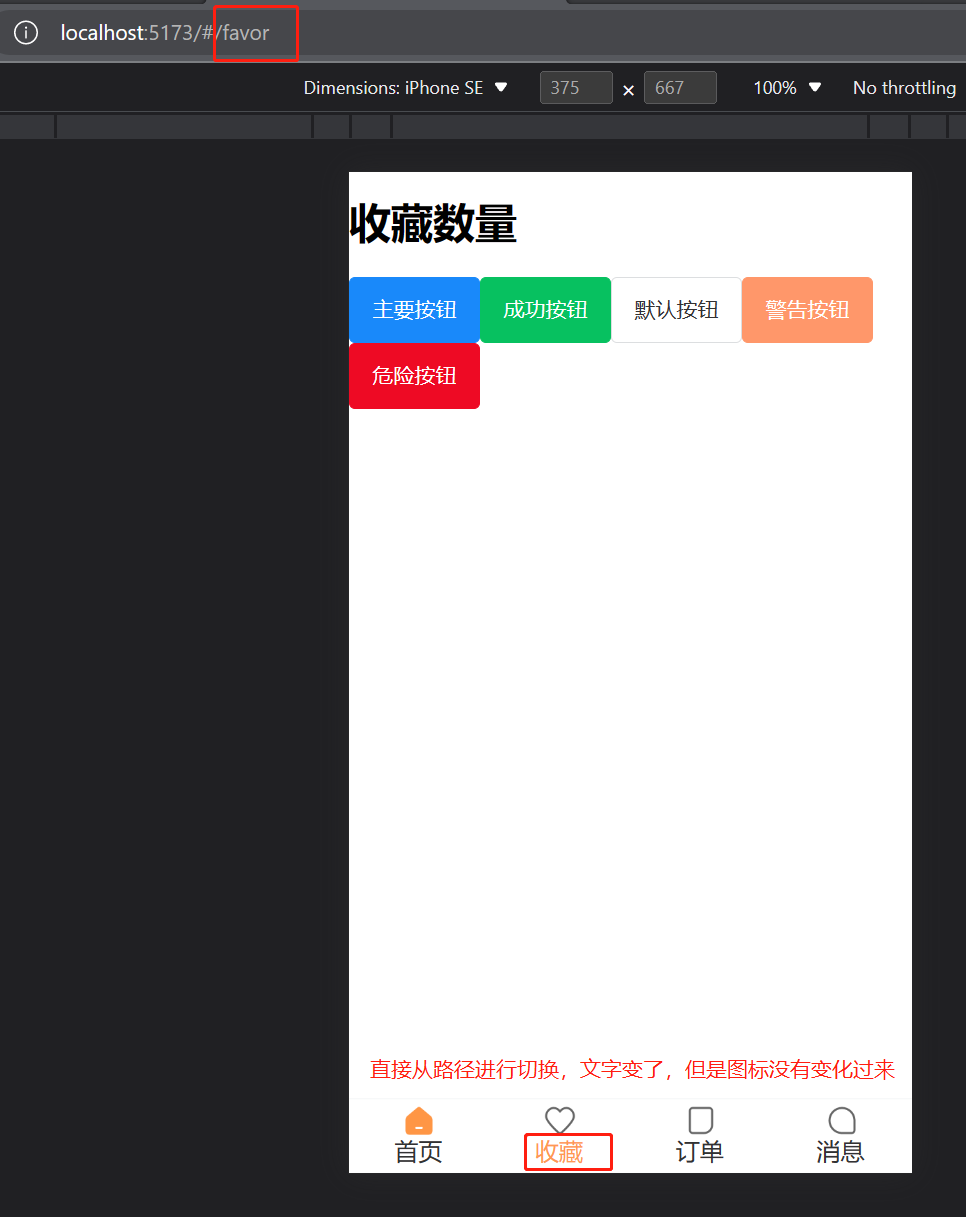 localhost:5173/#/favor
Dimensions: iPhone SE 375 × 667 100% No throttling
收藏数量
主要按钮 成功按钮 默认按钮 警告按钮
危险按钮
直接从路径进行切换，文字变了，但是图标没有变化过来
首页 收藏 订单 消息